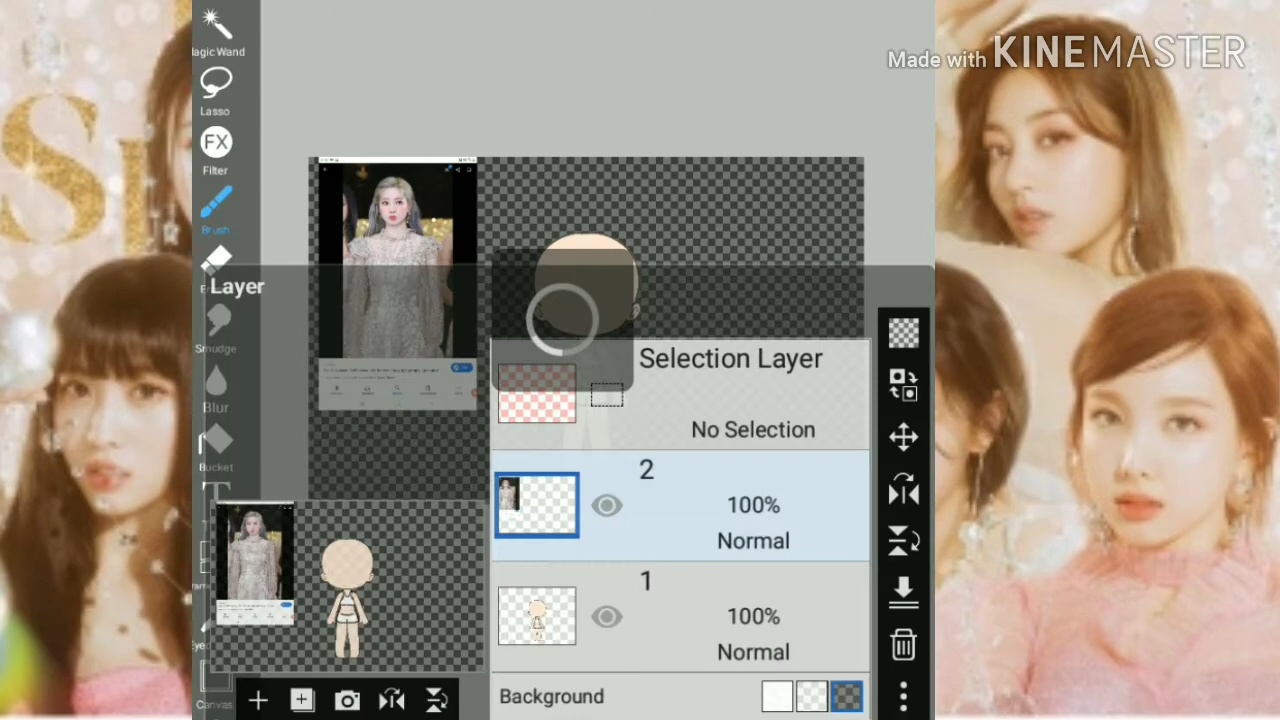 Magic Wand
Made with KINEMASTER
Lasso
FX
Filter
Brush
Layer
Smudge
Selection Layer
Blur
No Selection
Bucket
2
100%
Normal
1
100%
Normal
Canvas
Background